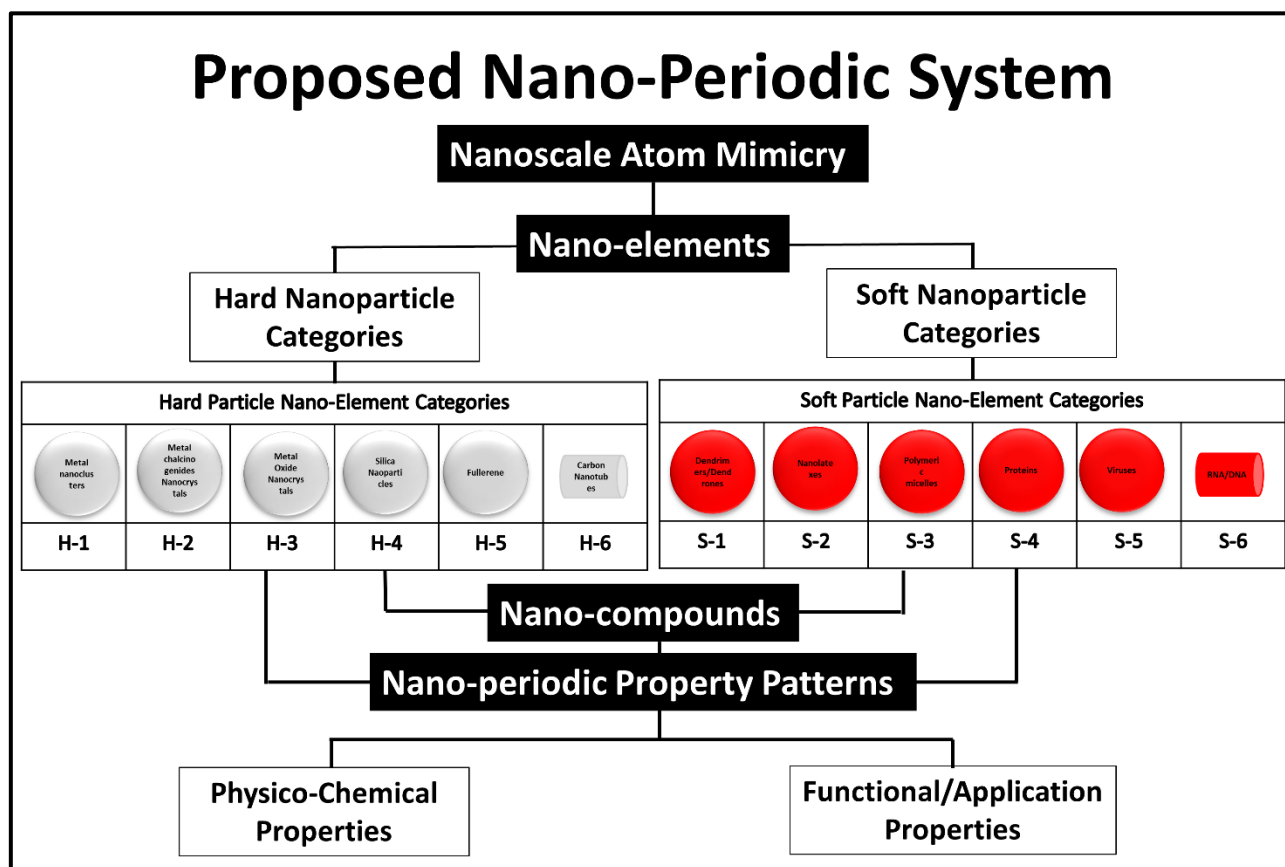 Proposed Nano-Periodic System
Nanoscale Atom Mimicry
Nano-elements
Hard Nanoparticle
Categories
Soft Nanoparticle
Categories
Hard Particle Nano-Element Categories
Metal
nanoclus
ters
Metal
chalcino
genides
Nanocrys
tals
Metal
Oxide
Nanocrys
tals
Silica
Naoparti
cles
Fullerene
Carbon
Nanotub
es
H-1 H-2 H-3 H-4 H-5 H-6
Soft Particle Nano-Element Categories
Dendrim
ers/Dend
rones
Nanolate
xes
Polymeri
c
micelles
Proteins
Viruses
RNA/DNA
S-1 S-2 S-3 S-4 S-5 S-6
Nano-compounds
Nano-periodic Property Patterns
Physico-Chemical
Properties
Functional/Application
Properties